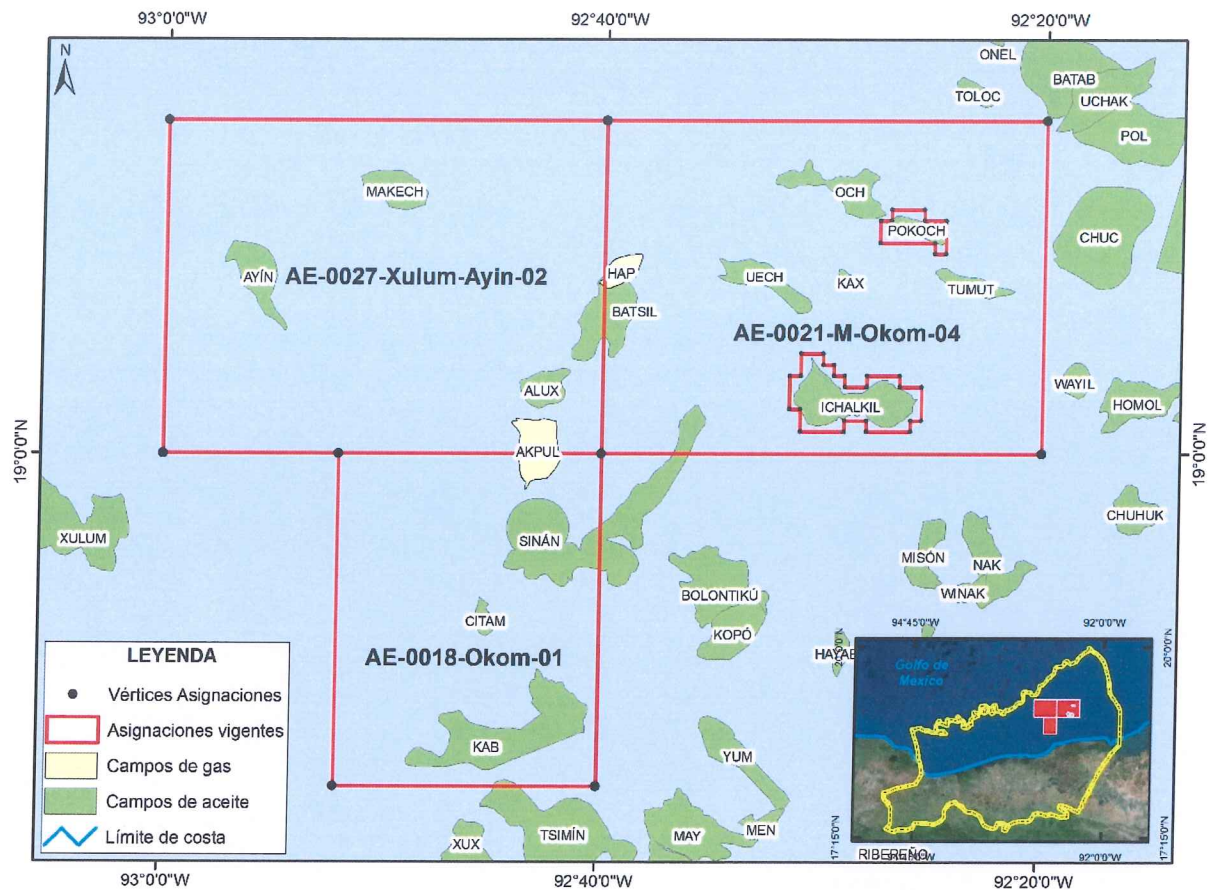 93°0'0"W
92°40'0"W
92°20'0"W
N
ONEL
BATAB
TOLOC
UCHAK
POL
MAKECH
OCH
POKOCH
CHUC
AYÍN
AE-0027-Xulum-Ayin-02
HAP
UECH
KAX
TUMUT
BATSIL
AE-0021-M-Okom-04
ALUX
WAYIL
ICHALKIL
HOMOL
19°0'0"N
AKPUL
19°0'0"N
XULUM
SINÁN
CHUHUK
MISÓN
NAK
WINAK
BOLONTIKÚ
CITAM
KOPÓ
AE-0018-Okom-01
KAB
YUM
TSIMÍN
MAY
MEN
XUX
LEYENDA
Vértices Asignaciones
Asignaciones vigentes
Campos de gas
Campos de aceite
Límite de costa
94°45'0"W
92°0'0"W
20°0'0"N
Golfo de
Mexico
17°15'0"N
17°15'0"N
RIBEREÑO
92°0'0"W
93°0'0"W
92°40'0"W
92°20'0"W